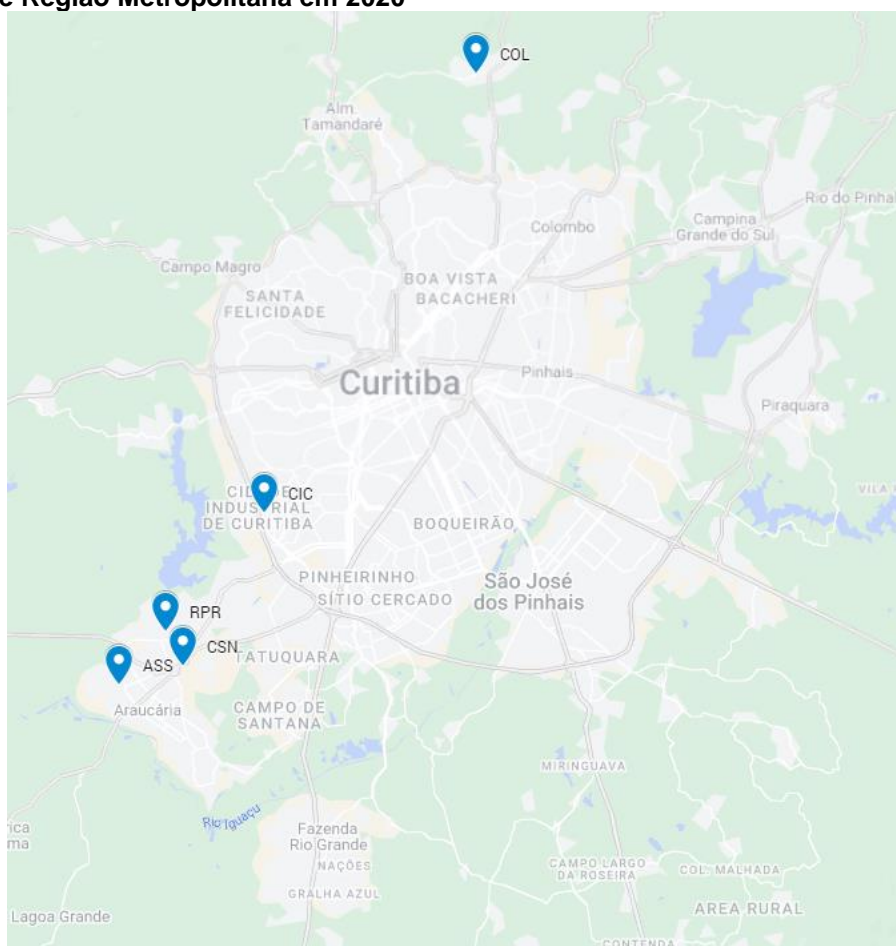 e Região Metropolitana em 2020
COL
Alm.
Tamandaré
Rio do Pinhal
Colombo
Campina
Grande do Sul
Campo Magro
BOA VISTA
BACACHERI
SANTA
FELICIDADE
Curitiba
Pinhais
Piraquara
CIC
CIDADE
INDUSTRIAL
DE CURITIBA
VILA
BOQUEIRÃO
PINHEIRINHO
SÍTIO CERCADO
São José
dos Pinhais
RPR
CSN
ASS
TATUQUARA
Araucária
CAMPO DE
SANTANA
MIRINGUAVA
Rio Iguaçu
rica
ma
Fazenda
Rio Grande
NAÇÕES
GRALHA AZUL
CAMPO LARGO
DA ROSEIRA
COL. MALHADA
Lagoa Grande
AREA RURAL
CONTENDA